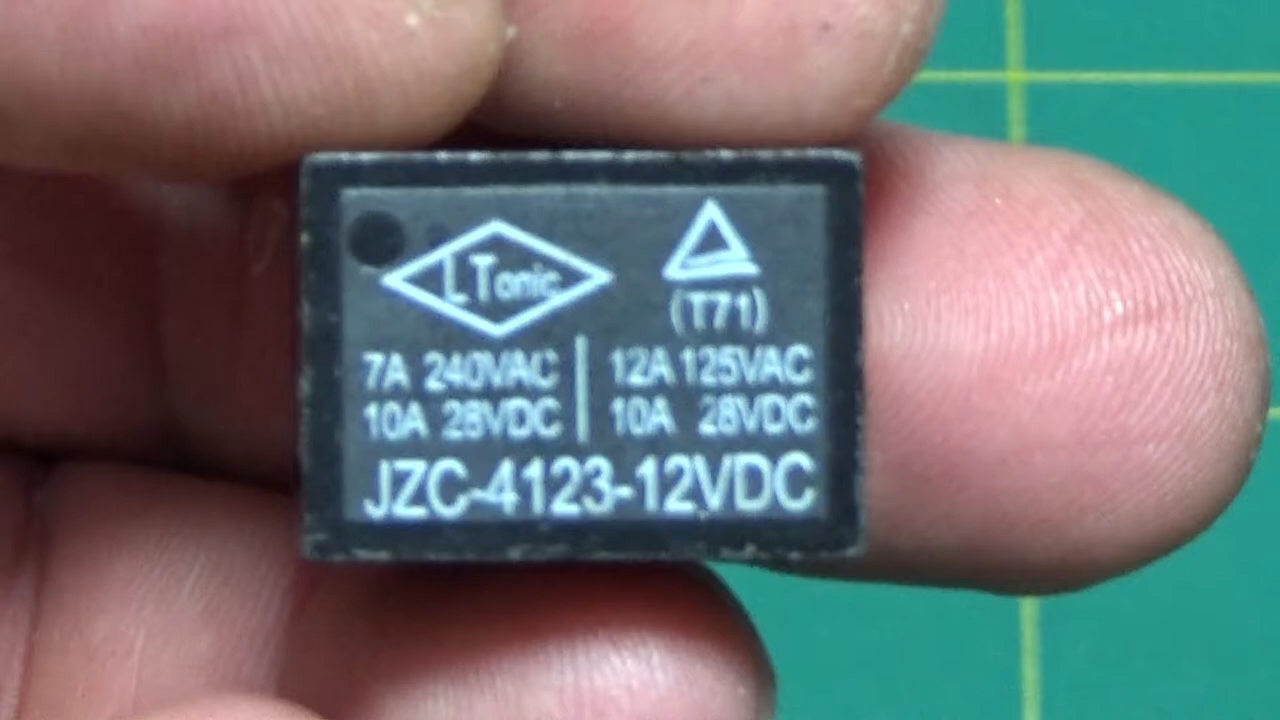 LTonic
(T71)
7A 240VAC | 12A 125VAC
10A 28VDC | 10A 28VDC
JZC-4123-12VDC